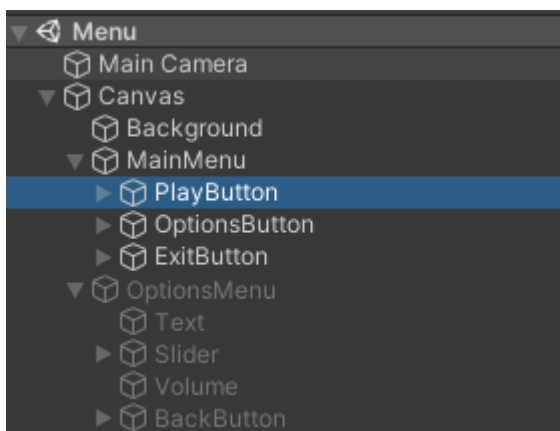 Menu
Main Camera
Canvas
Background
MainMenu
PlayButton
OptionsButton
ExitButton
OptionsMenu
Text
Slider
Volume
BackButton